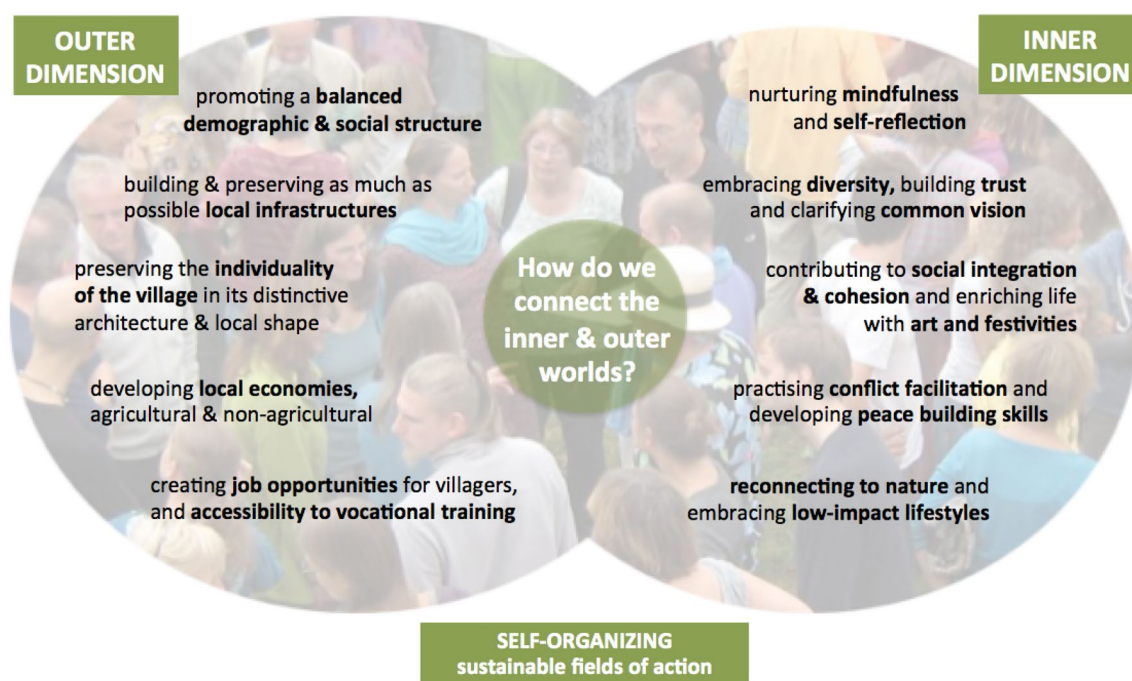 OUTER
DIMENSION
promoting a balanced
demographic & social structure
building & preserving as much as
possible local infrastructures
preserving the individuality
of the village in its distinctive
architecture & local shape
developing local economies,
agricultural & non-agricultural
creating job opportunities for villagers,
and accessibility to vocational training
How do we
connect the
inner & outer
worlds?
INNER
DIMENSION
nurturing mindfulness
and self-reflection
embracing diversity, building trust
and clarifying common vision
contributing to social integration
& cohesion and enriching life
with art and festivities
practising conflict facilitation and
developing peace building skills
reconnecting to nature and
embracing low-impact lifestyles
SELF-ORGANIZING
sustainable fields of action